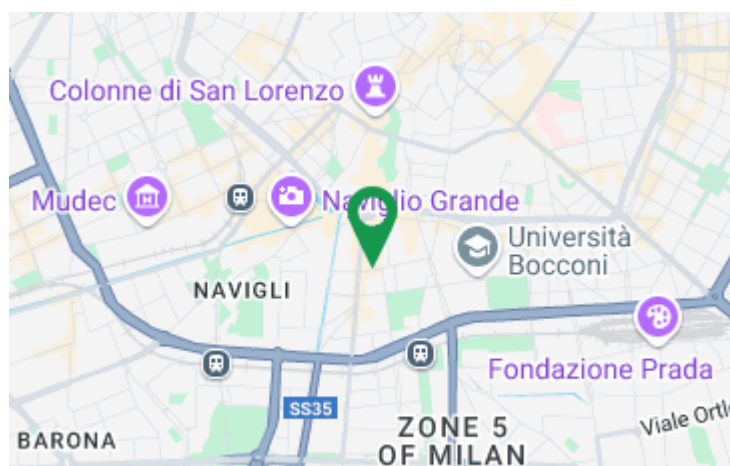 Colonne di San Lorenzo
Mudec
Naviglio Grande
Università
Bocconi
NAVIGLI
Fondazione Prada
SS35
ZONE 5
OF MILAN
Viale Ortl
BARONA